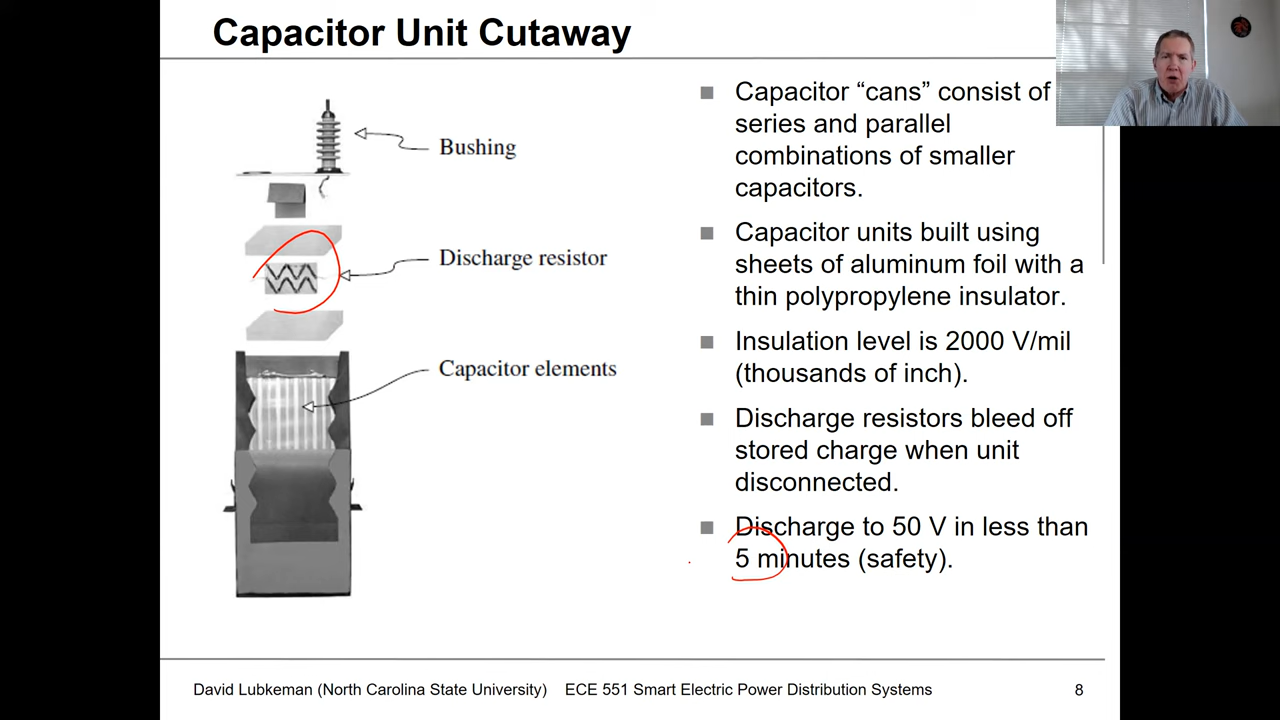 Capacitor Unit Cutaway
Bushing
Discharge resistor
Capacitor elements
■ Capacitor “cans” consist of
series and parallel
combinations of smaller
capacitors.
■ Capacitor units built using
sheets of aluminum foil with a
thin polypropylene insulator.
■ Insulation level is 2000 V/mil
(thousands of inch).
■ Discharge resistors bleed off
stored charge when unit
disconnected.
■ Discharge to 50 V in less than
5 minutes (safety).
David Lubkeman (North Carolina State University) ECE 551 Smart Electric Power Distribution Systems 8